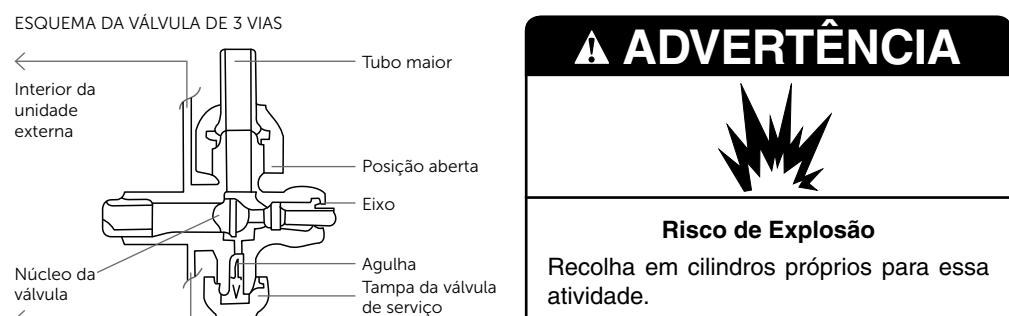 ESQUEMA DA VÁLVULA DE 3 VIAS
Interior da
unidade
externa
Tubo maior
Posição aberta
Eixo
Agulha
Núcleo da
válvula
Tampa da válvula
de serviço
ADVERTÊNCIA
Risco de Explosão
Recolha em cilindros próprios para essa
atividade.